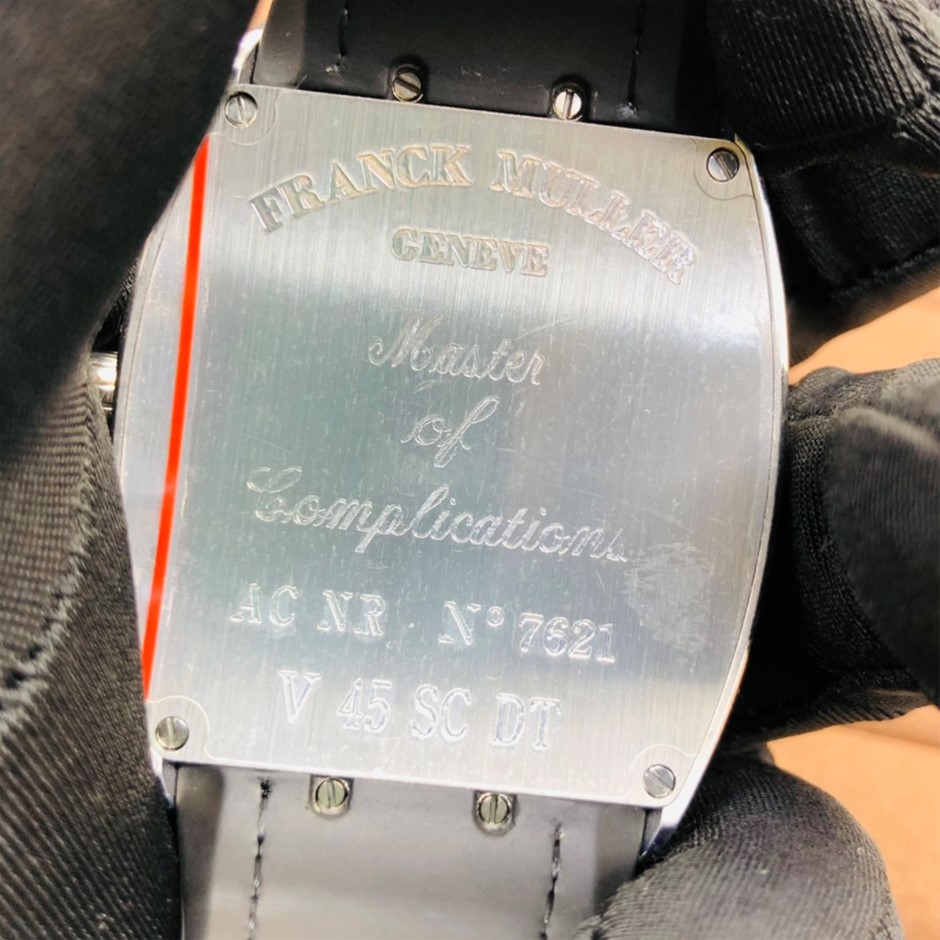 FRANCK MULLER
GENEVE
Master
of
Complications
AC NR N° 7621
V 45 SC DT